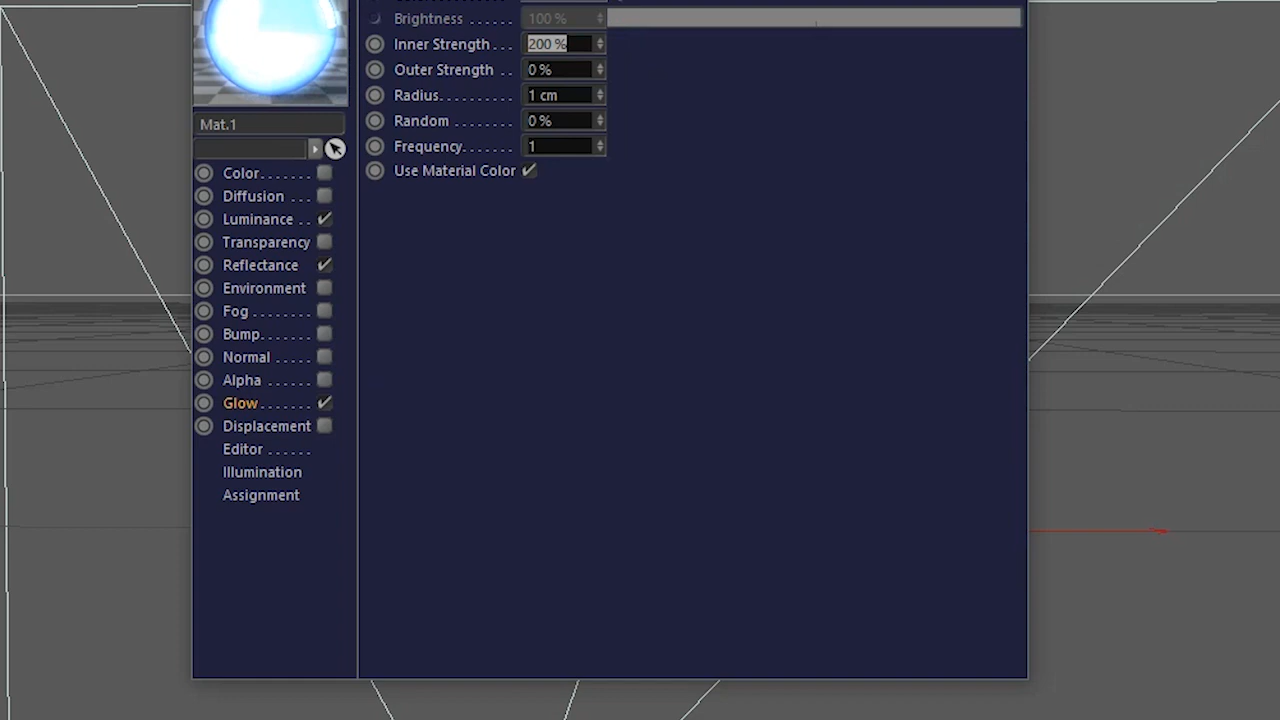 Brightness ...... 100 %
Inner Strength... 200 %
Outer Strength .. 0 %
Radius.......... 1 cm
Random ....... 0 %
Frequency....... 1
Use Material Color
Mat.1
Color.......
Diffusion ...
Luminance ..
Transparency
Reflectance
Environment
Fog ........
Bump.......
Normal .....
Alpha ......
Glow.......
Displacement
Editor ......
Illumination
Assignment